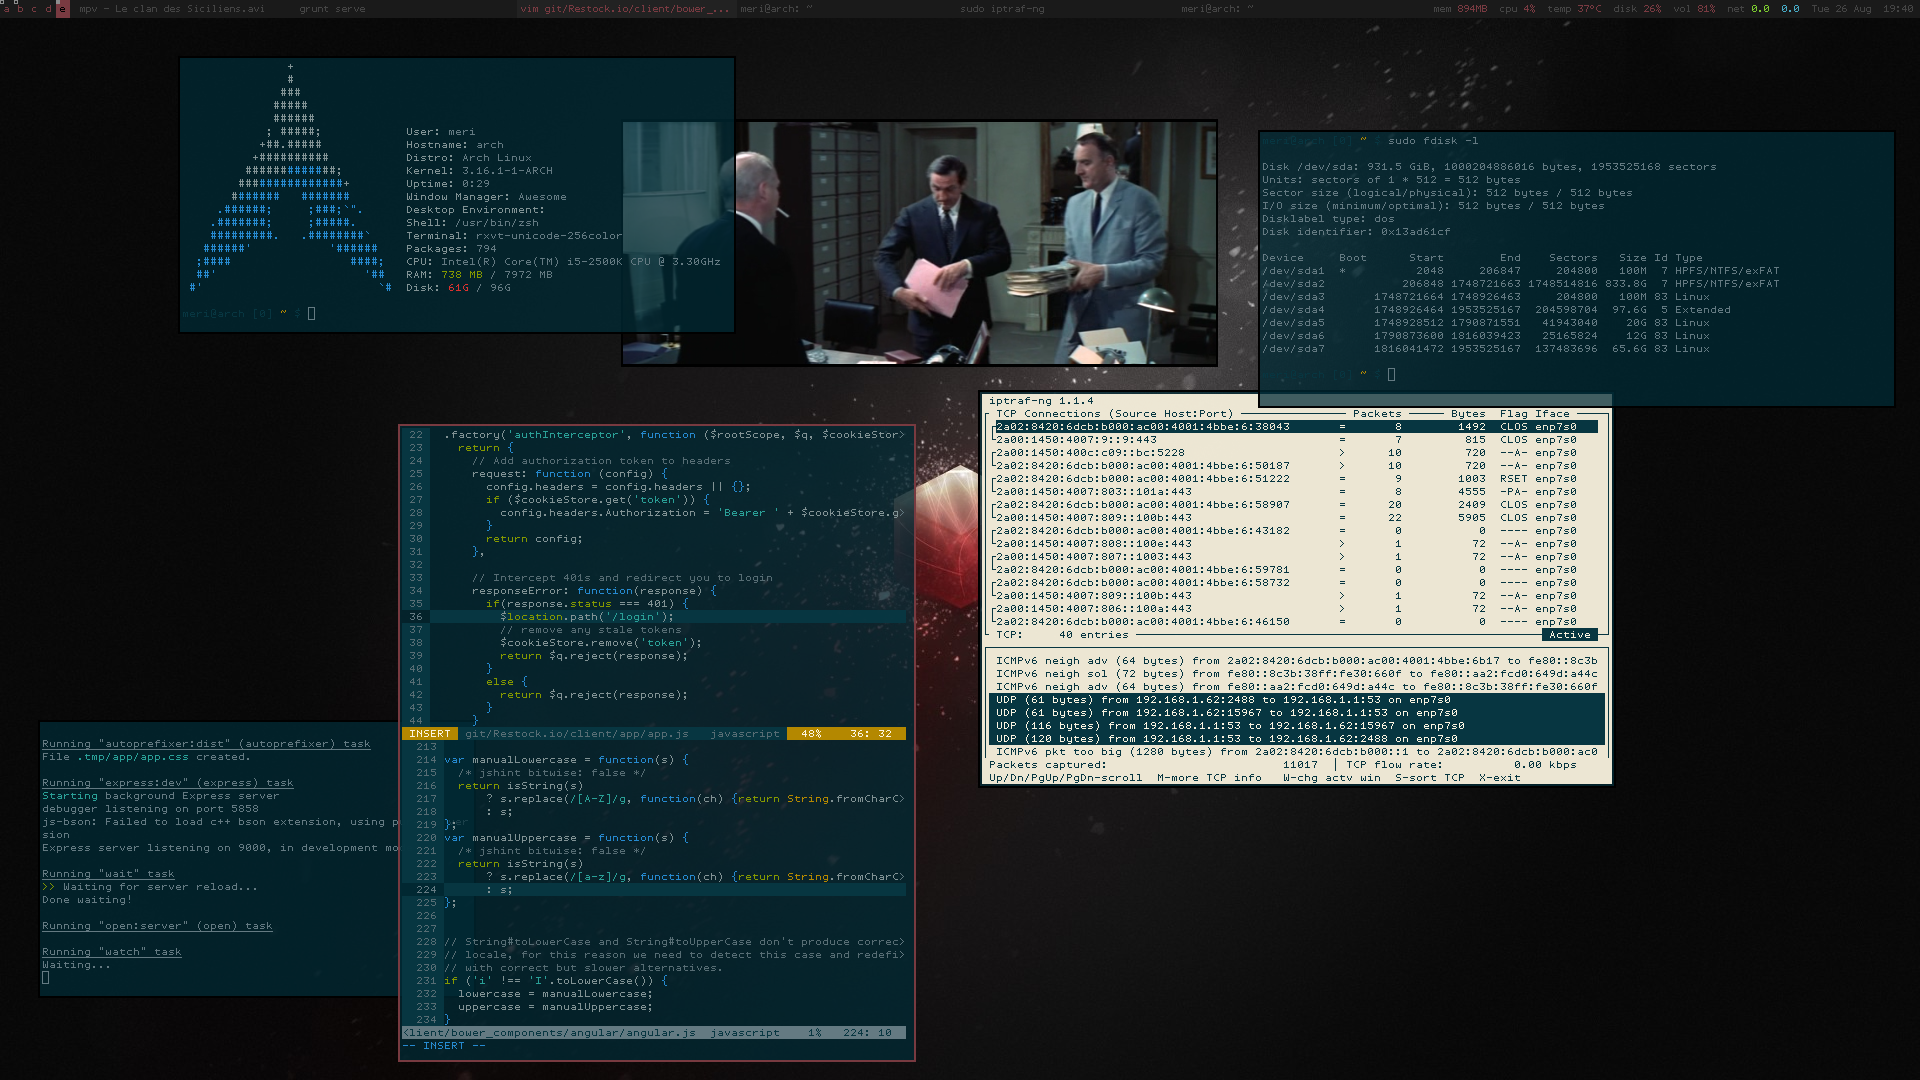 a b c d e mpv - Le clan des Siciliens.avi grunt serve vim git/Restock.io/client/bower_... meri@arch: ~ sudo iptraf-ng meri@arch: ~ mem 894MB cpu 4% temp 37°C disk 26% vol 81% net 0.0 0.0 Tue 26 Aug 19:40
User: meri
Hostname: arch
Distro: Arch Linux
Kernel: 3.16.1-1-ARCH
Uptime: 0:29
Window Manager: Awesome
Desktop Environment:
Shell: /usr/bin/zsh
Terminal: rxvt-unicode-256color
Packages: 794
CPU: Intel(R) Core(TM) i5-2500K CPU @ 3.30GHz
RAM: 738 MB / 7972 MB
Disk: 61G / 96G
meri@arch [0] ~ $
meri@arch [0] ~ $ sudo fdisk -l
Disk /dev/sda: 931.5 GiB, 1000204886016 bytes, 1953525168 sectors
Units: sectors of 1 * 512 = 512 bytes
Sector size (logical/physical): 512 bytes / 512 bytes
I/O size (minimum/optimal): 512 bytes / 512 bytes
Disklabel type: dos
Disk identifier: 0x13ad61cf
Device Boot Start End Sectors Size Id Type
/dev/sda1 * 2048 206847 204800 100M 7 HPFS/NTFS/exFAT
/dev/sda2 206848 1748721663 1748514816 833.8G 7 HPFS/NTFS/exFAT
/dev/sda3 1748721664 1748926463 204800 100M 83 Linux
/dev/sda4 1748926464 1953525167 204598704 97.6G 5 Extended
/dev/sda5 1748928512 1790871551 41943040 20G 83 Linux
/dev/sda6 1790873600 1816039423 25165824 12G 83 Linux
/dev/sda7 1816041472 1953525167 137483696 65.6G 83 Linux
meri@arch [0] ~ $
iptraf-ng 1.1.4
TCP Connections (Source Host:Port) Packets Bytes Flag Iface
2a02:8420:6dcb:b000:ac00:4001:4bbe:6:38043 = 8 1492 CLOS enp7s0
2a00:1450:4007:9::9:443 = 7 815 CLOS enp7s0
2a00:1450:400c:c09::bc:5228 > 10 720 --A- enp7s0
2a02:8420:6dcb:b000:ac00:4001:4bbe:6:50187 > 10 720 --A- enp7s0
2a02:8420:6dcb:b000:ac00:4001:4bbe:6:51222 = 9 1003 RSET enp7s0
2a00:1450:4007:803::101a:443 = 8 4555 -PA- enp7s0
2a02:8420:6dcb:b000:ac00:4001:4bbe:6:58907 = 20 2409 CLOS enp7s0
2a00:1450:4007:809::100b:443 = 22 5905 CLOS enp7s0
2a02:8420:6dcb:b000:ac00:4001:4bbe:6:43182 = 0 0 ---- enp7s0
2a00:1450:4007:808::100e:443 > 1 72 --A- enp7s0
2a00:1450:4007:807::1003:443 > 1 72 --A- enp7s0
2a02:8420:6dcb:b000:ac00:4001:4bbe:6:59781 = 0 0 ---- enp7s0
2a02:8420:6dcb:b000:ac00:4001:4bbe:6:58732 = 0 0 ---- enp7s0
2a00:1450:4007:809::100b:443 > 1 72 --A- enp7s0
2a00:1450:4007:806::100a:443 > 1 72 --A- enp7s0
2a02:8420:6dcb:b000:ac00:4001:4bbe:6:46150 = 0 0 ---- enp7s0
TCP: 40 entries Active
ICMPv6 neigh adv (64 bytes) from 2a02:8420:6dcb:b000:ac00:4001:4bbe:6b17 to fe80::8c3b
ICMPv6 neigh sol (72 bytes) from fe80::8c3b:38ff:fe30:660f to fe80::aa2:fcd0:649d:a44c
ICMPv6 neigh adv (64 bytes) from fe80::aa2:fcd0:649d:a44c to fe80::8c3b:38ff:fe30:660f
UDP (61 bytes) from 192.168.1.62:2488 to 192.168.1.1:53 on enp7s0
UDP (61 bytes) from 192.168.1.62:15967 to 192.168.1.1:53 on enp7s0
UDP (116 bytes) from 192.168.1.1:53 to 192.168.1.62:15967 on enp7s0
UDP (120 bytes) from 192.168.1.1:53 to 192.168.1.62:2488 on enp7s0
ICMPv6 pkt too big (1280 bytes) from 2a02:8420:6dcb:b000::1 to 2a02:8420:6dcb:b000:ac0
Packets captured: 11017 | TCP flow rate: 0.00 kbps
Up/Dn/PgUp/PgDn-scroll M-more TCP info W-chg actv win S-sort TCP X-exit
22 .factory('authInterceptor', function ($rootScope, $q, $cookieStor>
23 return {
24 // Add authorization token to headers
25 request: function (config) {
26 config.headers = config.headers || {};
27 if ($cookieStore.get('token')) {
28 config.headers.Authorization = 'Bearer ' + $cookieStore.g>
29 }
30 return config;
31 },
32
33 // Intercept 401s and redirect you to login
34 responseError: function(response) {
35 if(response.status === 401) {
36 $location.path('/login');
37 // remove any stale tokens
38 $cookieStore.remove('token');
39 return $q.reject(response);
40 }
41 else {
42 return $q.reject(response);
43 }
44 }
INSERT git/Restock.io/client/app/app.js javascript 48% 36: 32
213
214 var manualLowercase = function(s) {
215 /* jshint bitwise: false */
216 return isString(s)
217 ? s.replace(/[A-Z]/g, function(ch) {return String.fromCharC>
218 : s;
219 };
220 var manualUppercase = function(s) {
221 /* jshint bitwise: false */
222 return isString(s)
223 ? s.replace(/[a-z]/g, function(ch) {return String.fromCharC>
224 : s;
225 };
226
227
228 // String#toLowerCase and String#toUpperCase don't produce correc>
229 // locale, for this reason we need to detect this case and redefi>
230 // with correct but slower alternatives.
231 if ('i' !== 'I'.toLowerCase()) {
232 lowercase = manualLowercase;
233 uppercase = manualUppercase;
234 }
<lient/bower_components/angular/angular.js javascript 1% 224: 10
-- INSERT --
Running "autoprefixer:dist" (autoprefixer) task
File .tmp/app/app.css created.
Running "express:dev" (express) task
Starting background Express server
debugger listening on port 5858
js-bson: Failed to load c++ bson extension, using p
sion
Express server listening on 9000, in development mo
Running "wait" task
>> Waiting for server reload...
Done waiting!
Running "open:server" (open) task
Running "watch" task
Waiting...